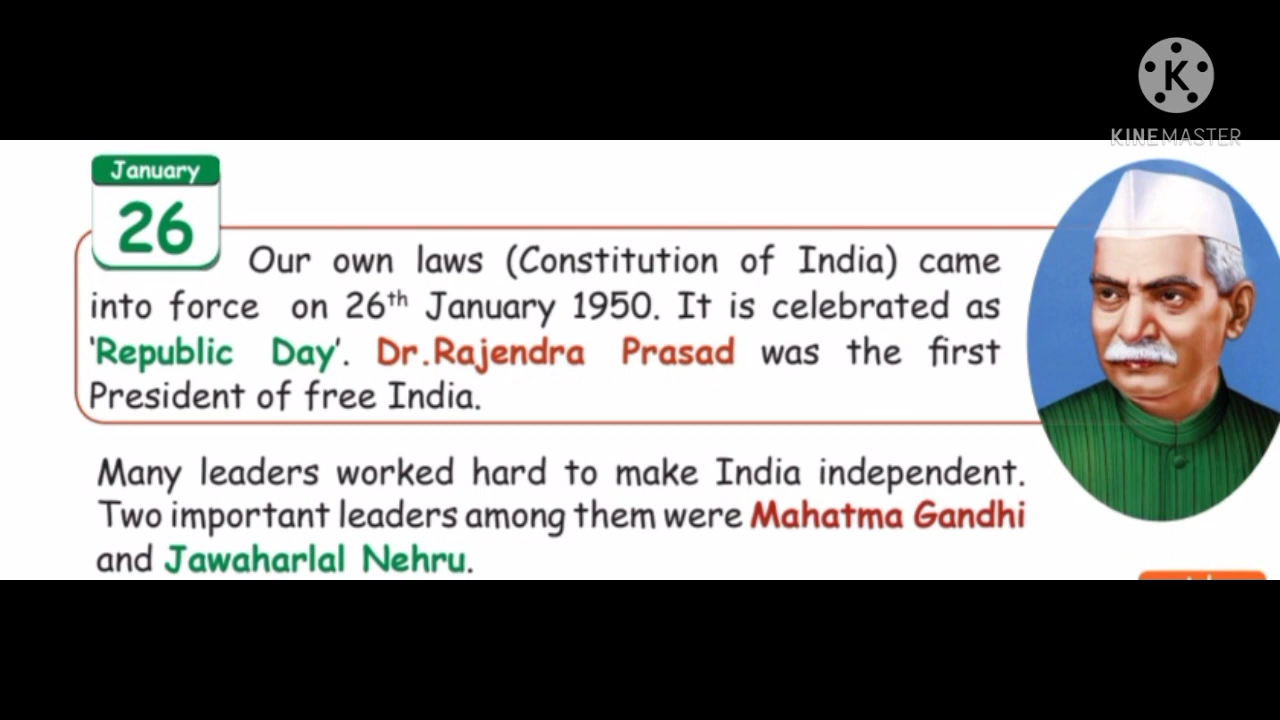 KINEMASTER
January
26
Our own laws (Constitution of India) came
into force on 26th January 1950. It is celebrated as
'Republic Day'. Dr.Rajendra Prasad was the first
President of free India.
Many leaders worked hard to make India independent.
Two important leaders among them were Mahatma Gandhi
and Jawaharlal Nehru.